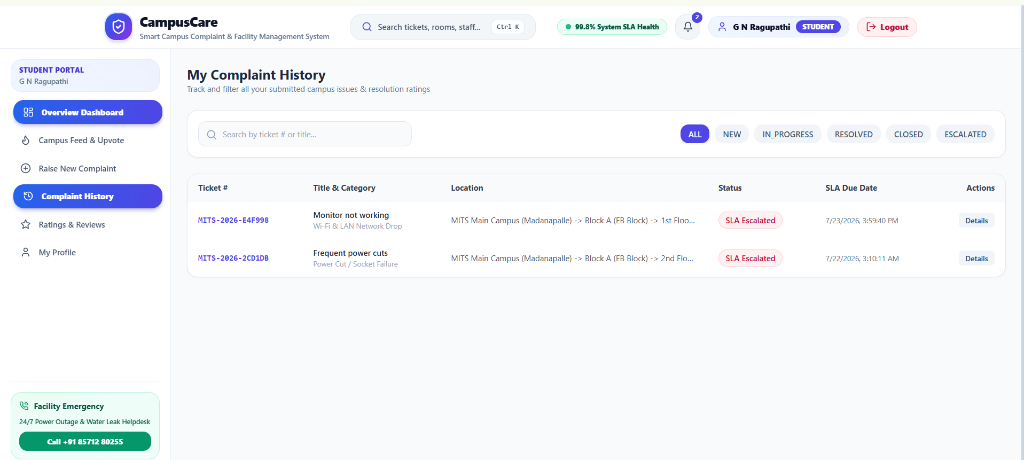 CampusCare
Smart Campus Complaint & Facility Management System
Search tickets, rooms, staff...
Ctrl K
99.8% System SLA Health
2
G N Ragupathi
STUDENT
Logout
STUDENT PORTAL
G N Ragupathi
Overview Dashboard
Campus Feed & Upvote
Raise New Complaint
Complaint History
Ratings & Reviews
My Profile
Facility Emergency
24/7 Power Outage & Water Leak Helpdesk
Call +91 85712 80255
My Complaint History
Track and filter all your submitted campus issues & resolution ratings
Search by ticket # or title...
ALL
NEW
IN_PROGRESS
RESOLVED
CLOSED
ESCALATED
Ticket # Title & Category Location Status SLA Due Date Actions
MITS-2026-E4F998 Monitor not working MITS Main Campus (Madanapalle) -> Block A (EB Block) -> 1st Floo... SLA Escalated 7/23/2026, 3:59:40 PM Details
Wi-Fi & LAN Network Drop
MITS-2026-2CD1DB Frequent power cuts MITS Main Campus (Madanapalle) -> Block A (EB Block) -> 2nd Flo... SLA Escalated 7/22/2026, 3:10:11 AM Details
Power Cut / Socket Failure